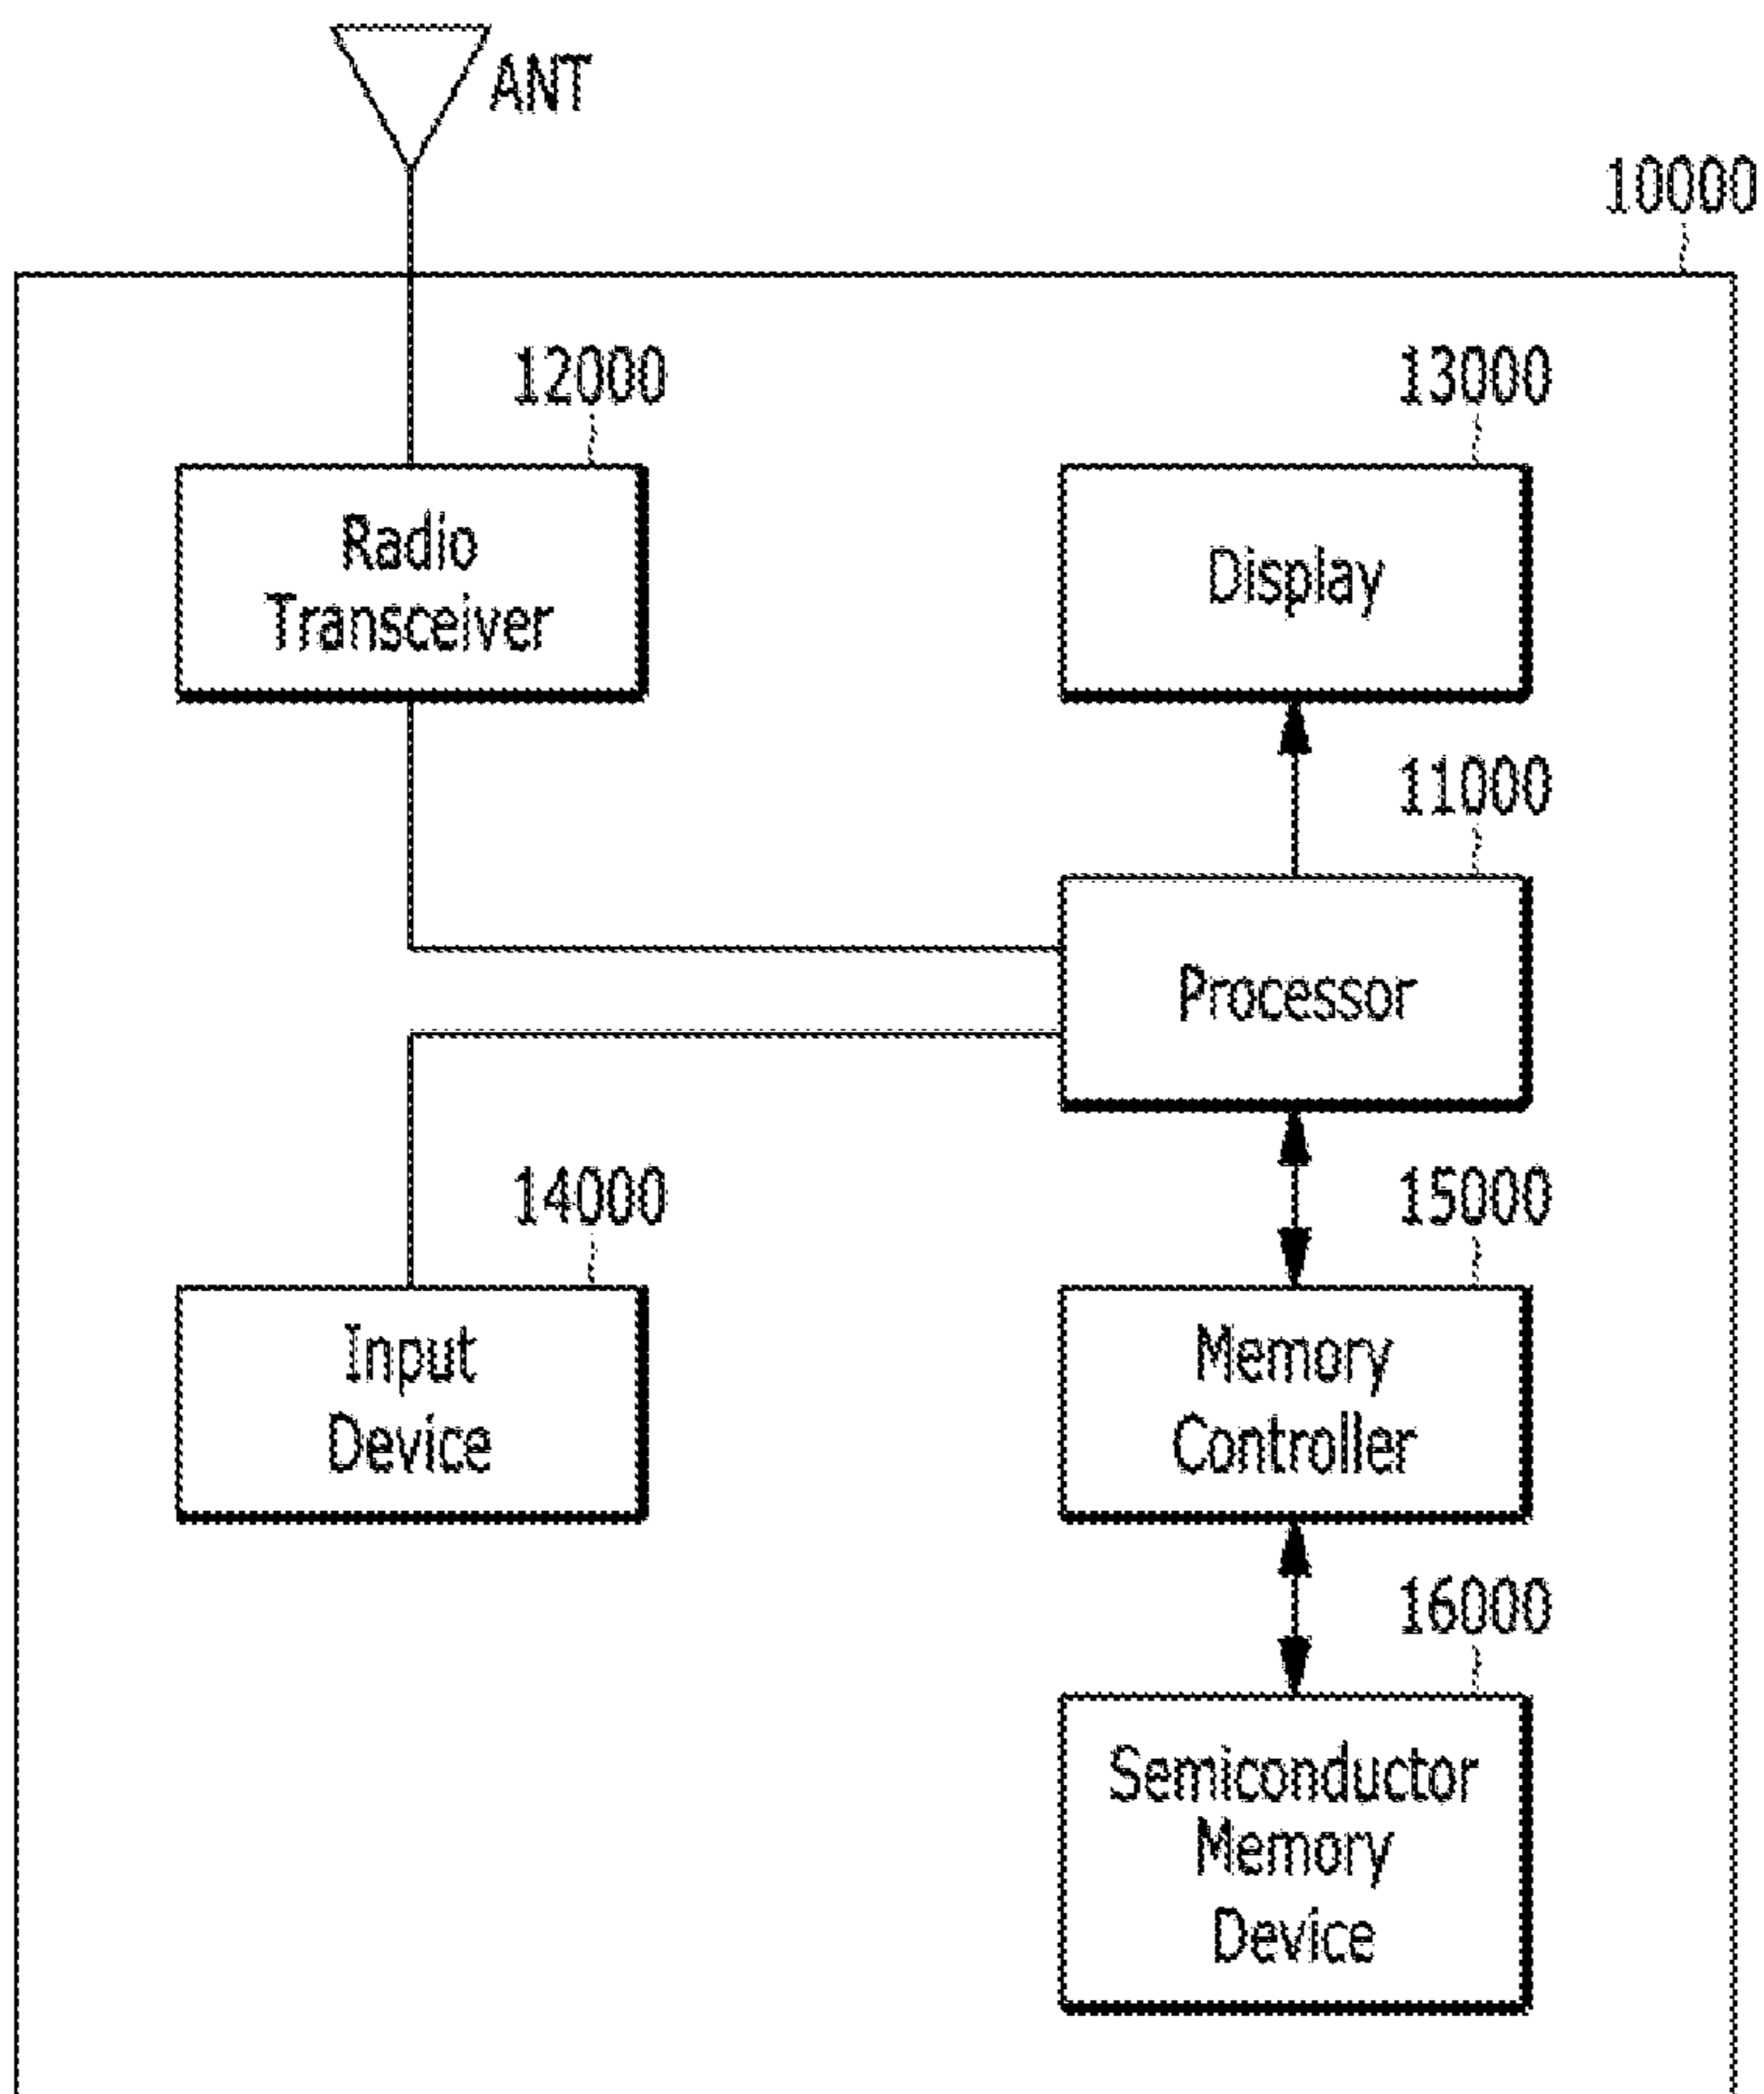 ANT
10000
12000
13000
Radio
Transceiver
Display
11000
Processor
14000
15000
Input
Device
Memory
Controller
16000
Semiconductor
Memory
Device